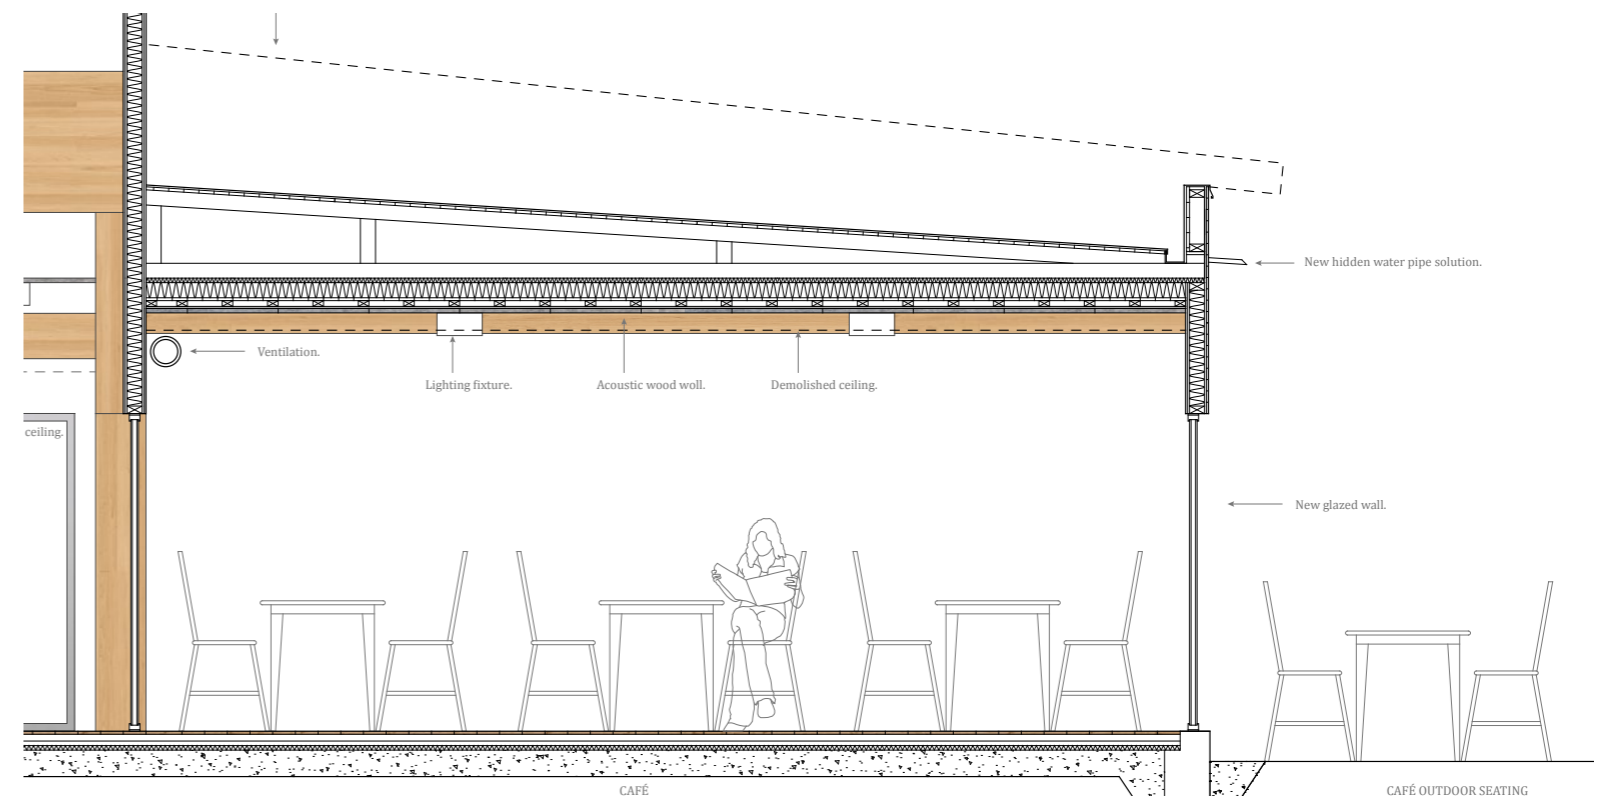 New hidden water pipe solution.
Ventilation.
Lighting fixture.
Acoustic wood woll.
Demolished ceiling.
ceiling.
New glazed wall.
CAFÉ
CAFÉ OUTDOOR SEATING